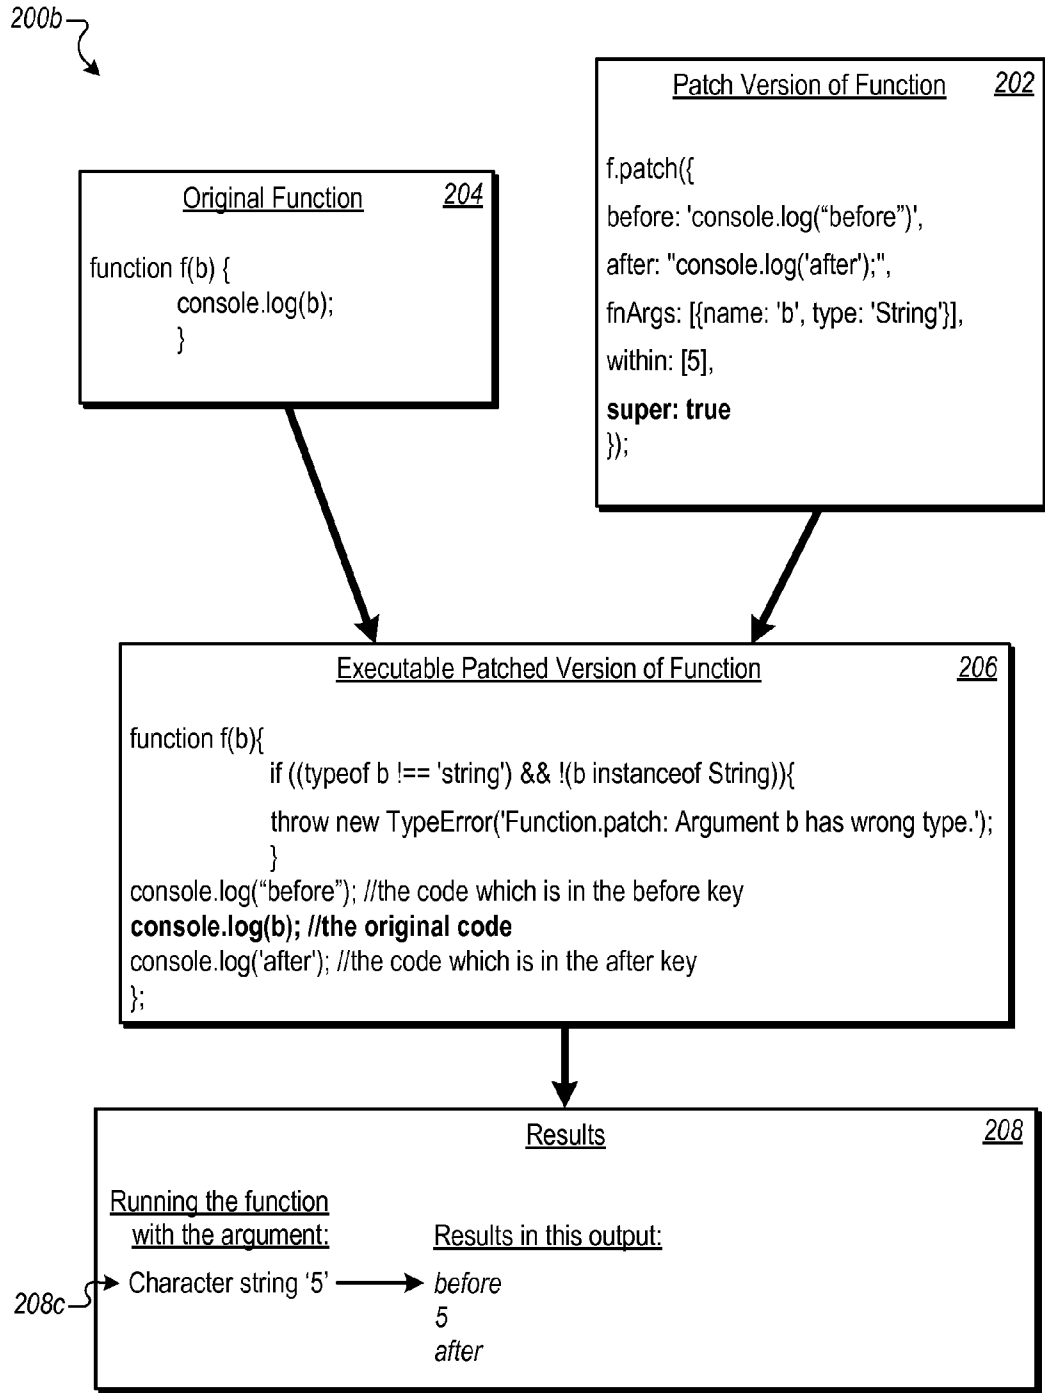 200b
Original Function 204
function f(b) {
console.log(b);
}
Patch Version of Function 202
f.patch({
before: 'console.log(“before”)',
after: "console.log('after');",
fnArgs: [{name: 'b', type: 'String'}],
within: [5],
super: true
});
Executable Patched Version of Function 206
function f(b){
if ((typeof b !== 'string') && !(b instanceof String)){
throw new TypeError('Function.patch: Argument b has wrong type.');
}
console.log(“before”); //the code which is in the before key
console.log(b); //the original code
console.log('after'); //the code which is in the after key
};
Results 208
Running the function
with the argument:
Results in this output:
208c
Character string ‘5’
before
5
after